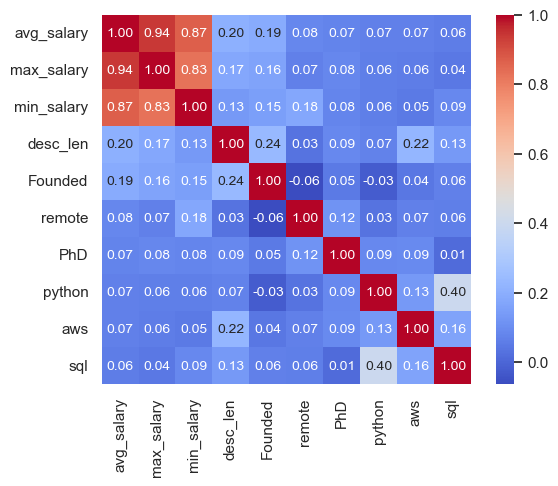 avg_salary 1.00 0.94 0.87 0.20 0.19 0.08 0.07 0.07 0.07 0.06
max_salary 0.94 1.00 0.83 0.17 0.16 0.07 0.08 0.06 0.06 0.04
min_salary 0.87 0.83 1.00 0.13 0.15 0.18 0.08 0.06 0.05 0.09
desc_len 0.20 0.17 0.13 1.00 0.24 0.03 0.09 0.07 0.22 0.13
Founded 0.19 0.16 0.15 0.24 1.00 -0.06 0.05 -0.03 0.04 0.06
remote 0.08 0.07 0.18 0.03 -0.06 1.00 0.12 0.03 0.07 0.06
PhD 0.07 0.08 0.08 0.09 0.05 0.12 1.00 0.09 0.09 0.01
python 0.07 0.06 0.06 0.07 -0.03 0.03 0.09 1.00 0.13 0.40
aws 0.07 0.06 0.05 0.22 0.04 0.07 0.09 0.13 1.00 0.16
sql 0.06 0.04 0.09 0.13 0.06 0.06 0.01 0.40 0.16 1.00
avg_salary
max_salary
min_salary
desc_len
Founded
remote
PhD
python
aws
sql
1.0
0.8
0.6
0.4
0.2
0.0